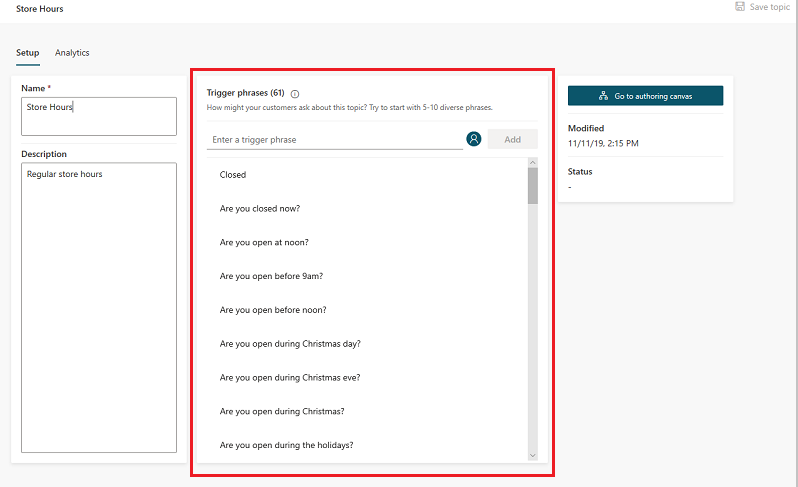 Store Hours
Save topic
Setup
Analytics
Name *
Store Hours
Description
Regular store hours
Trigger phrases (61)
How might your customers ask about this topic? Try to start with 5-10 diverse phrases.
Enter a trigger phrase
Add
Closed
Are you closed now?
Are you open at noon?
Are you open before 9am?
Are you open before noon?
Are you open during Christmas day?
Are you open during Christmas eve?
Are you open during Christmas?
Are you open during the holidays?
Go to authoring canvas
Modified
11/11/19, 2:15 PM
Status
-